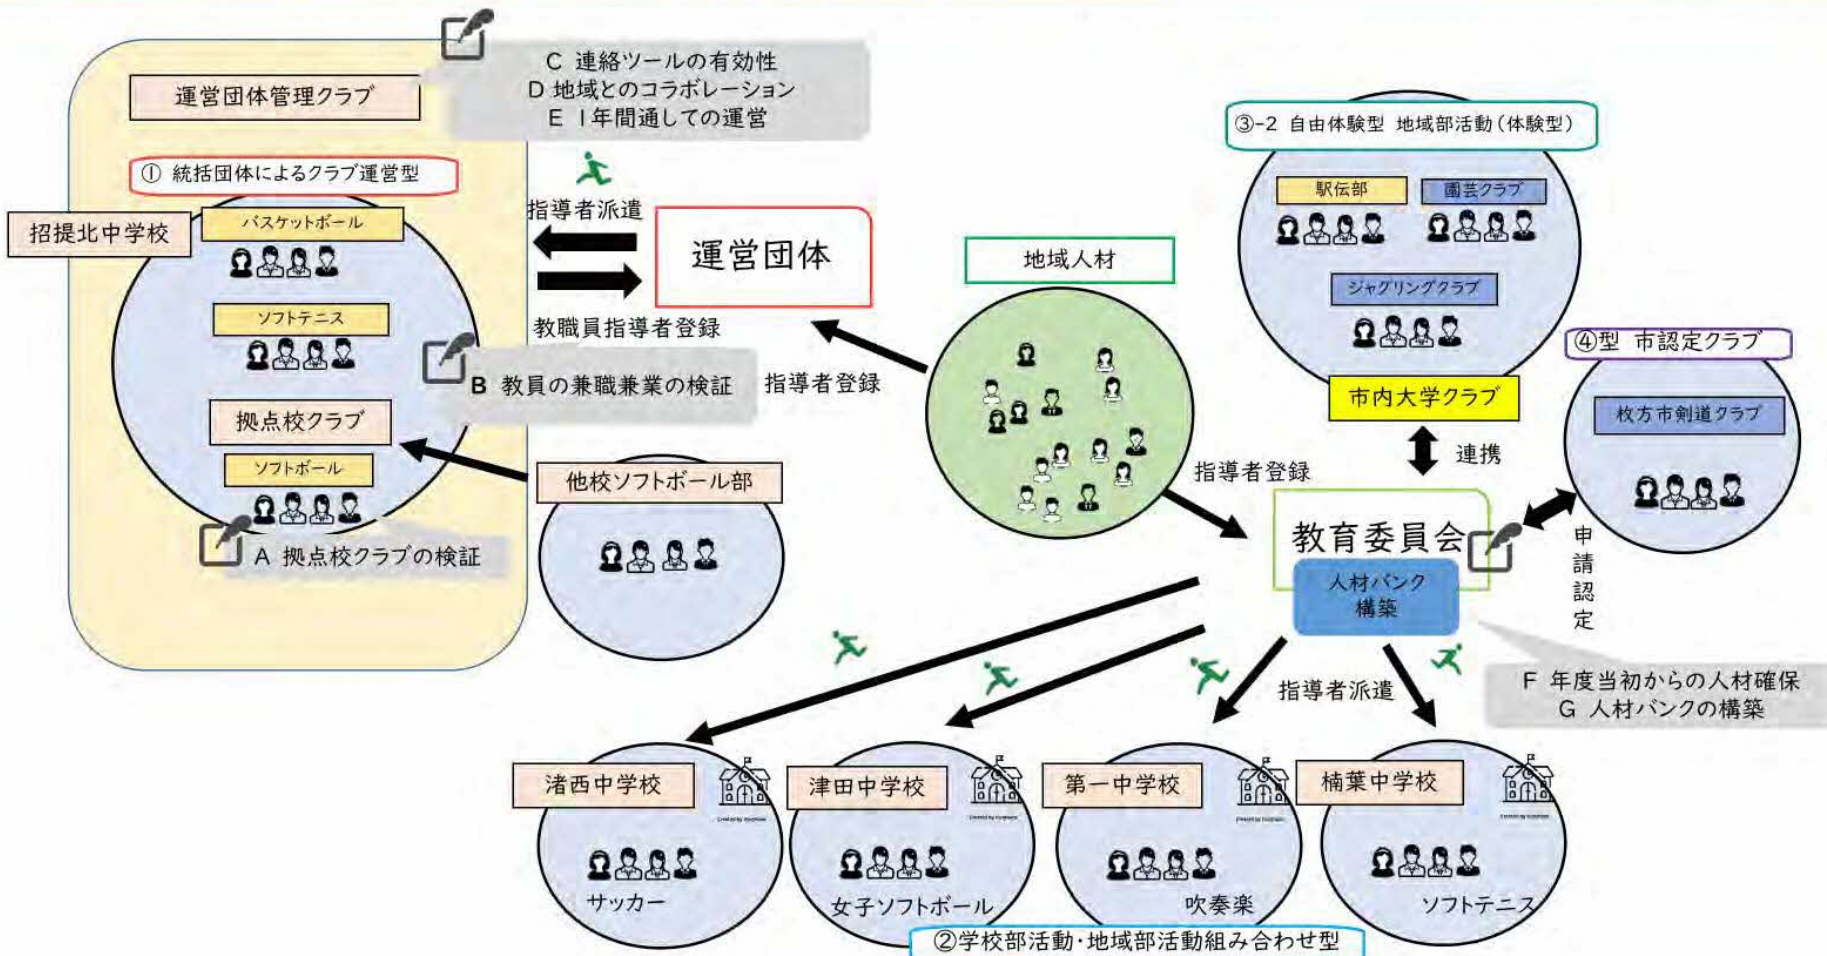 運営団体管理クラブ
C 連絡ツールの有効性
D 地域とのコラボレーション
E 1年間通しての運営
① 統括団体によるクラブ運営型
招提北中学校
バスケットボール
ソフトテニス
拠点校クラブ
ソフトボール
A 拠点校クラブの検証
B 教員の兼職兼業の検証
指導者派遣
教職員指導者登録
運営団体
指導者登録
他校ソフトボール部
地域人材
指導者登録
③-2 自由体験型 地域部活動(体験型)
駅伝部
園芸クラブ
ジャグリングクラブ
市内大学クラブ
連携
④型 市認定クラブ
枚方市剣道クラブ
申請認定
教育委員会
人材バンク
構築
F 年度当初からの人材確保
G 人材バンクの構築
指導者派遣
渚西中学校
サッカー
津田中学校
女子ソフトボール
第一中学校
吹奏楽
楠葉中学校
ソフトテニス
②学校部活動・地域部活動組み合わせ型